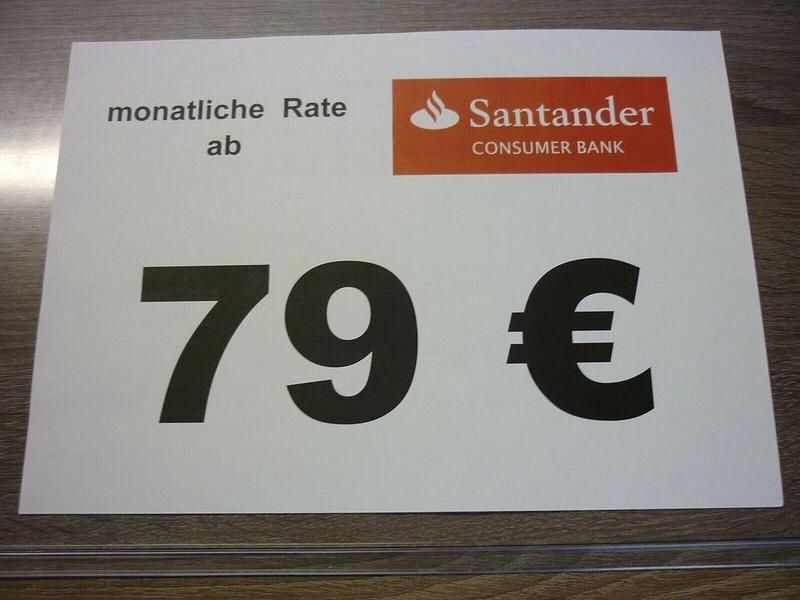 monatliche Rate
ab
Santander
CONSUMER BANK
79 €